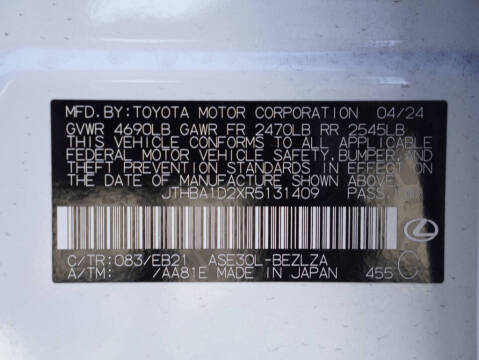 MFD.BY:TOYOTA MOTOR CORPORATION 04/24
GVWR 4690LB GAWR FR 2470LB RR 2545LB
THIS VEHICLE CONFORMS TO ALL APPLICABLE
FEDERAL MOTOR VEHICLE SAFETY, BUMPER, AND
THEFT PREVENTION STANDARDS IN EFFECT ON
THE DATE OF MANUFACTURE SHOWN ABOVE.
JTHBA1D2XR5131409 PASS.
C/TR:083/EB21 ASE30L-BEZLZA
A/TM: /AA81E MADE IN JAPAN 455 C